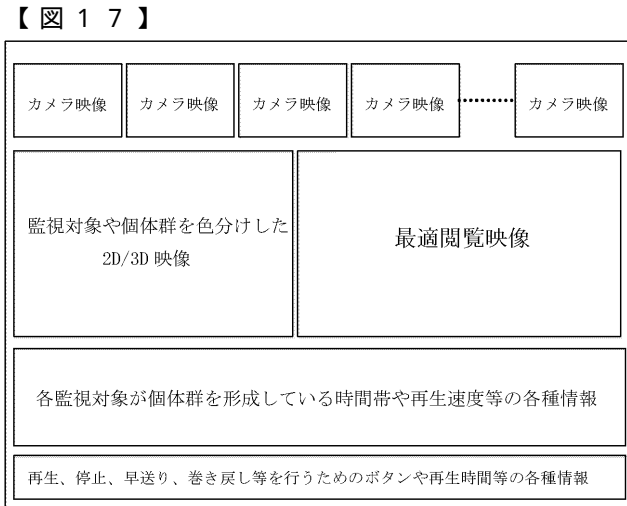 【図１７】
カメラ映像 カメラ映像 カメラ映像 カメラ映像 カメラ映像
監視対象や個体群を色分けした
2D/3D 映像
最適閲覧映像
各監視対象が個体群を形成している時間帯や再生速度等の各種情報
再生、停止、早送り、巻き戻し等を行うためのボタンや再生時間等の各種情報